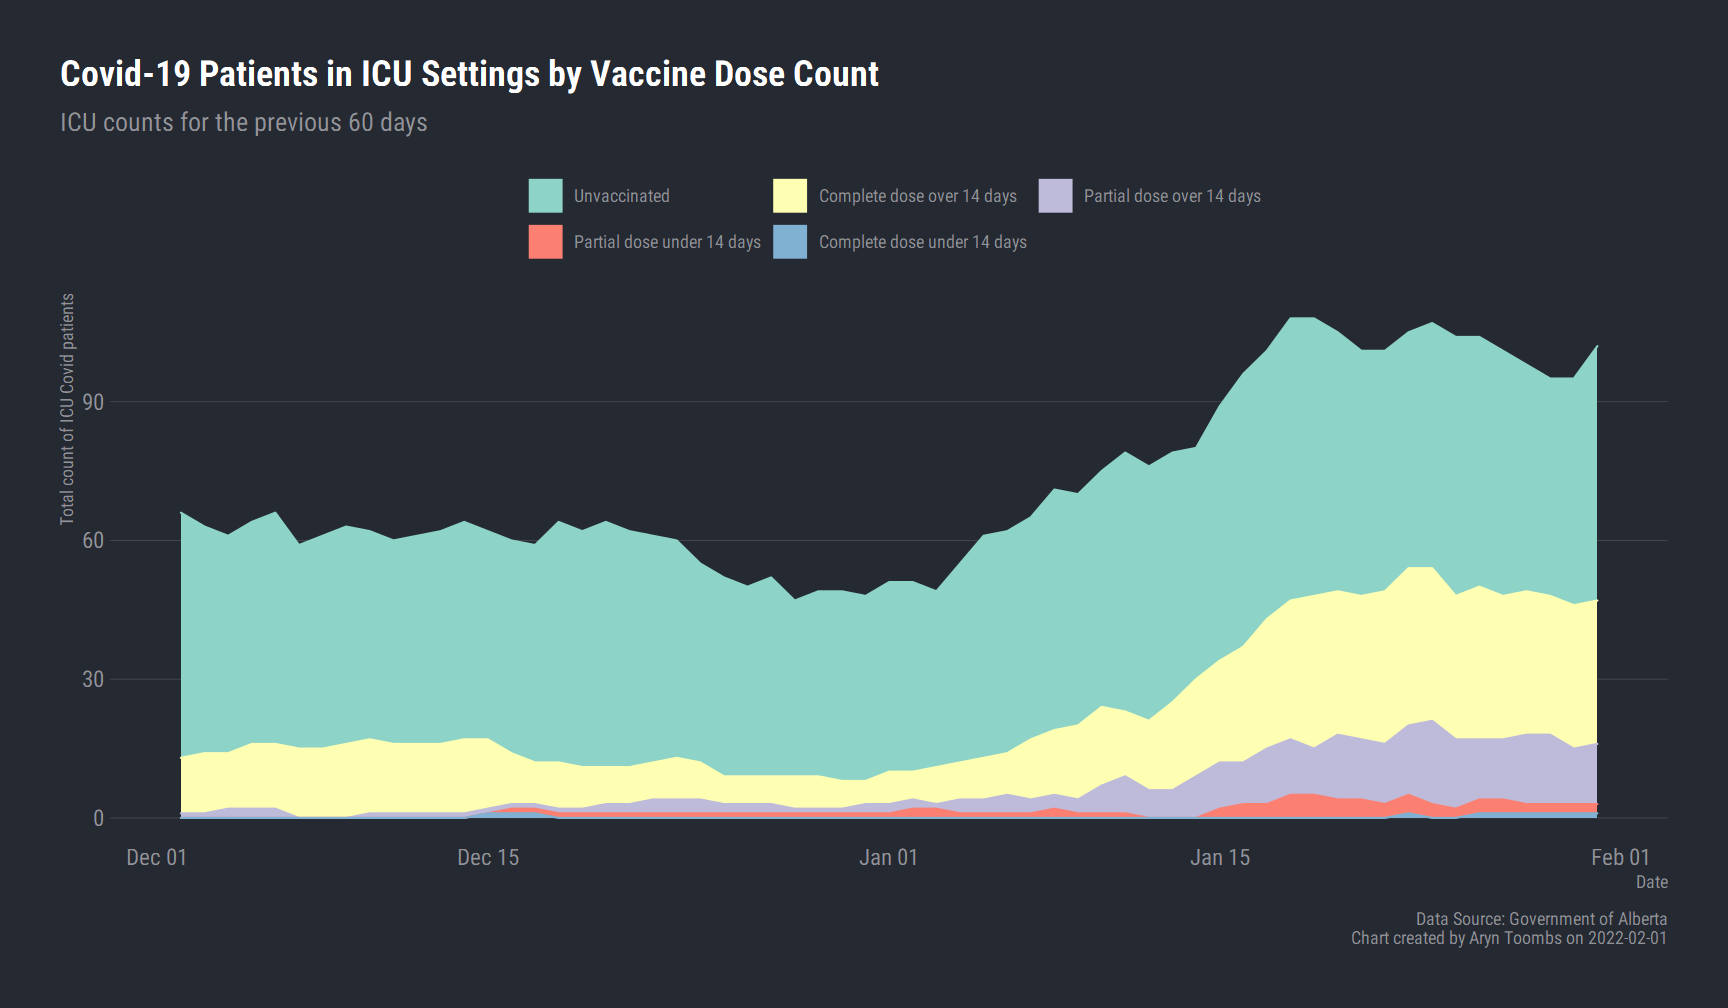 Covid-19 Patients in ICU Settings by Vaccine Dose Count
ICU counts for the previous 60 days
Unvaccinated
Complete dose over 14 days
Partial dose over 14 days
Partial dose under 14 days
Complete dose under 14 days
Total count of ICU Covid patients
90
60
30
0
Dec 01
Dec 15
Jan 01
Jan 15
Feb 01
Date
Data Source: Government of Alberta
Chart created by Aryn Toombs on 2022-02-01